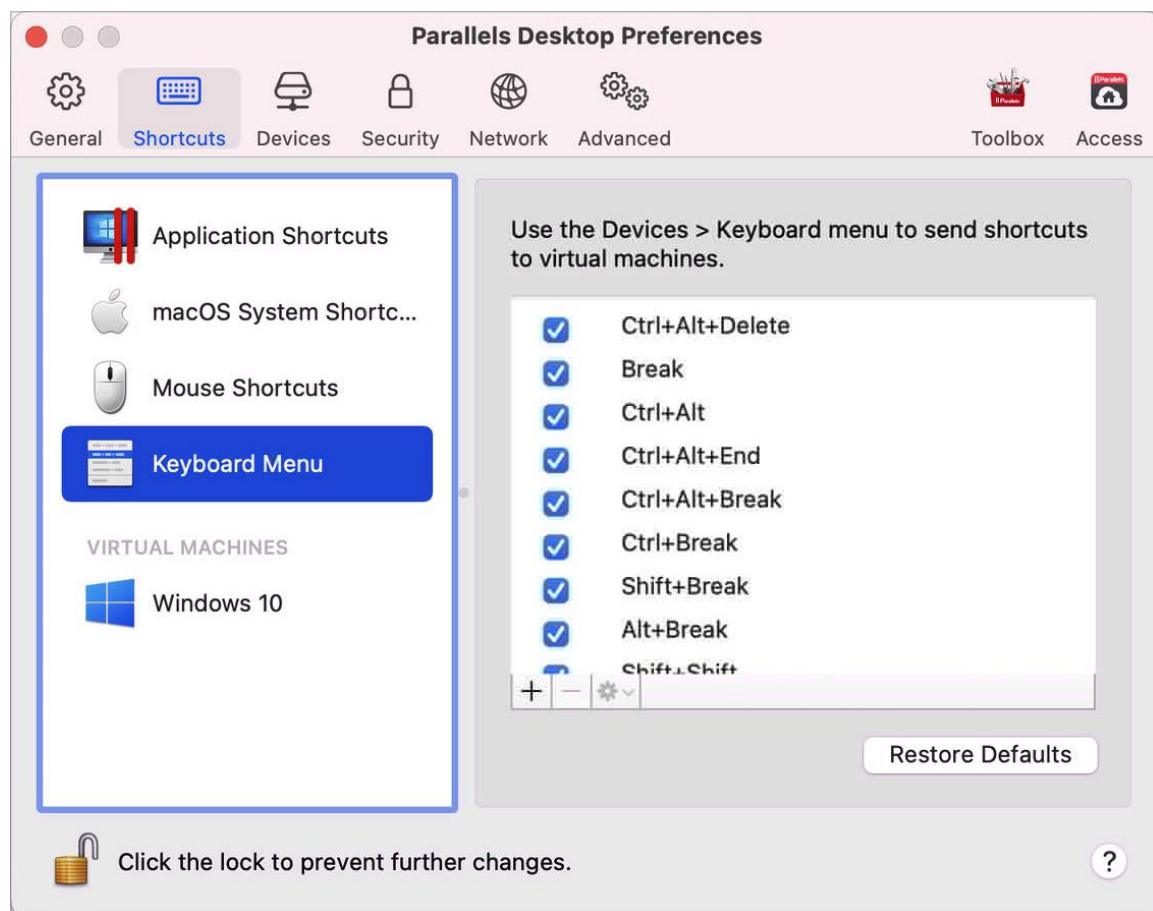 Parallels Desktop Preferences
General
Shortcuts
Devices
Security
Network
Advanced
Toolbox
Access
Application Shortcuts
macOS System Shortc...
Mouse Shortcuts
Keyboard Menu
VIRTUAL MACHINES
Windows 10
Use the Devices > Keyboard menu to send shortcuts
to virtual machines.
Ctrl+Alt+Delete
Break
Ctrl+Alt
Ctrl+Alt+End
Ctrl+Alt+Break
Ctrl+Break
Shift+Break
Alt+Break
Shift+Shift
Restore Defaults
Click the lock to prevent further changes.
?